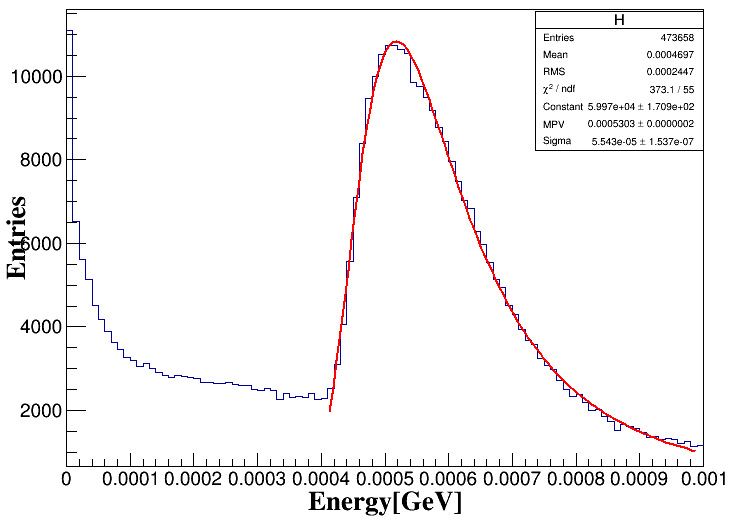 H
Entries 473658
Mean 0.0004697
RMS 0.0002447
χ² / ndf 373.1 / 55
Constant 5.997e+04 ± 1.709e+02
MPV 0.0005303 ± 0.0000002
Sigma 5.543e-05 ± 1.537e-07
10000
8000
6000
4000
2000
Entries
0 0.0001 0.0002 0.0003 0.0004 0.0005 0.0006 0.0007 0.0008 0.0009 0.001
Energy[GeV]